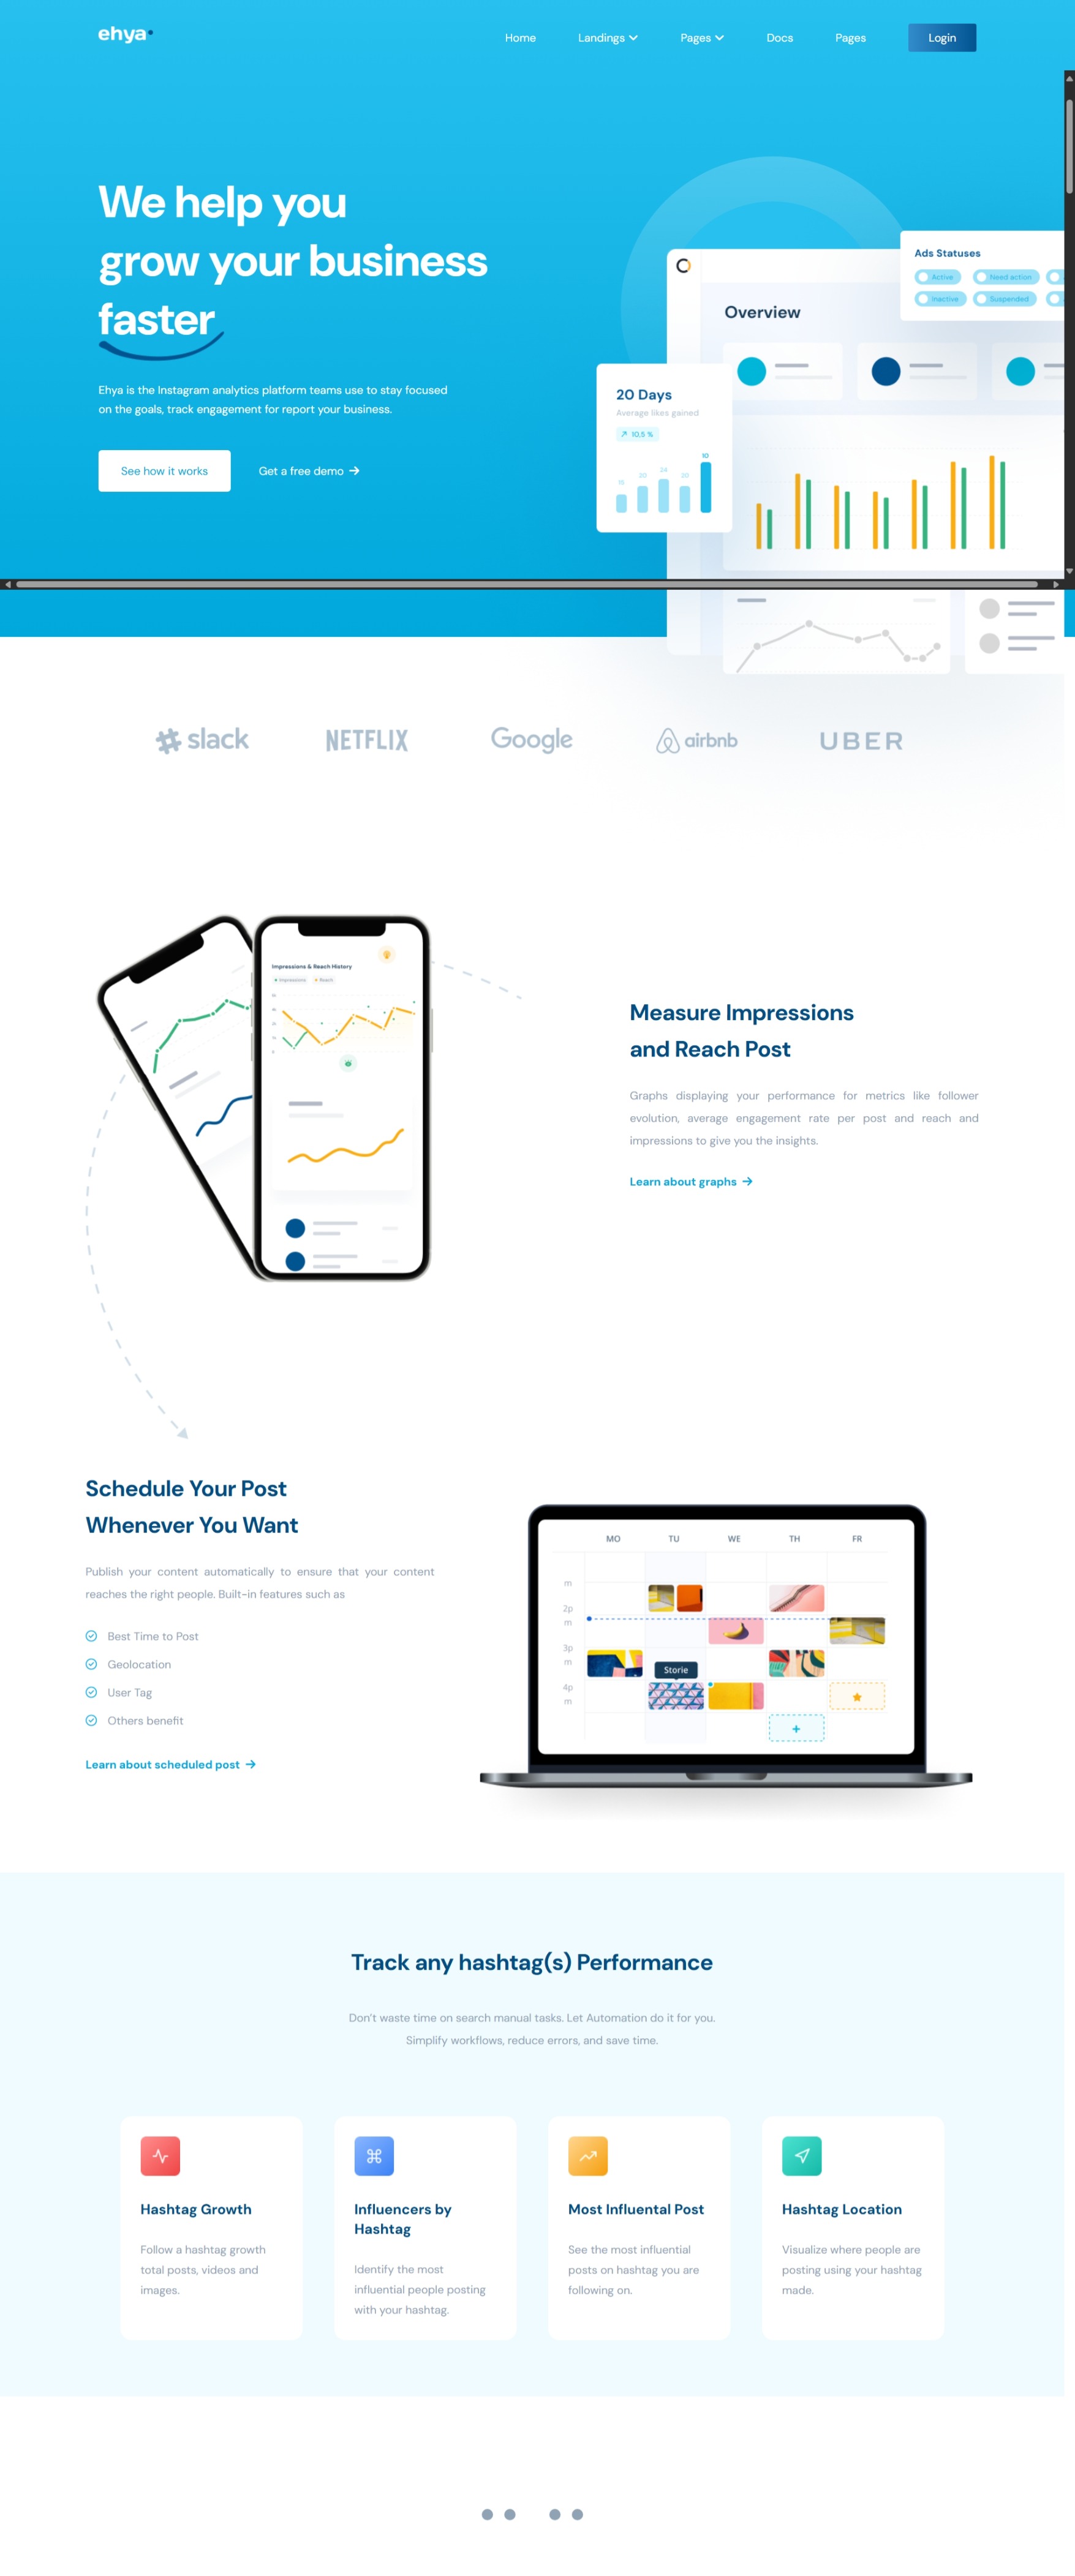 ehya
Home
Landings
Pages
Docs
Pages
Login
We help you
grow your business
faster
Ehya is the Instagram analytics platform teams use to stay focused
on the goals, track engagement for report your business.
See how it works
Get a free demo
Ads Statuses
Active
Need action
Inactive
Suspended
Overview
20 Days
Average likes gained
10,5 %
20
20
10
slack
NETFLIX
Google
airbnb
UBER
Impressions & Reach History
Impressions
Reach
Measure Impressions
and Reach Post
Graphs displaying your performance for metrics like follower
evolution, average engagement rate per post and reach and
impressions to give you the insights.
Learn about graphs
Schedule Your Post
Whenever You Want
Publish your content automatically to ensure that your content
reaches the right people. Built-in features such as
Best Time to Post
Geolocation
User Tag
Others benefit
Learn about scheduled post
MO
TU
WE
TH
FR
m
2p
m
3p
m
4p
m
Storie
Track any hashtag(s) Performance
Don't waste time on search manual tasks. Let Automation do it for you.
Simplify workflows, reduce errors, and save time.
Hashtag Growth
Follow a hashtag growth
total posts, videos and
images.
Influencers by
Hashtag
Identify the most
influential people posting
with your hashtag.
Most Influental Post
See the most influential
posts on hashtag you are
following on.
Hashtag Location
Visualize where people are
posting using your hashtag
made.